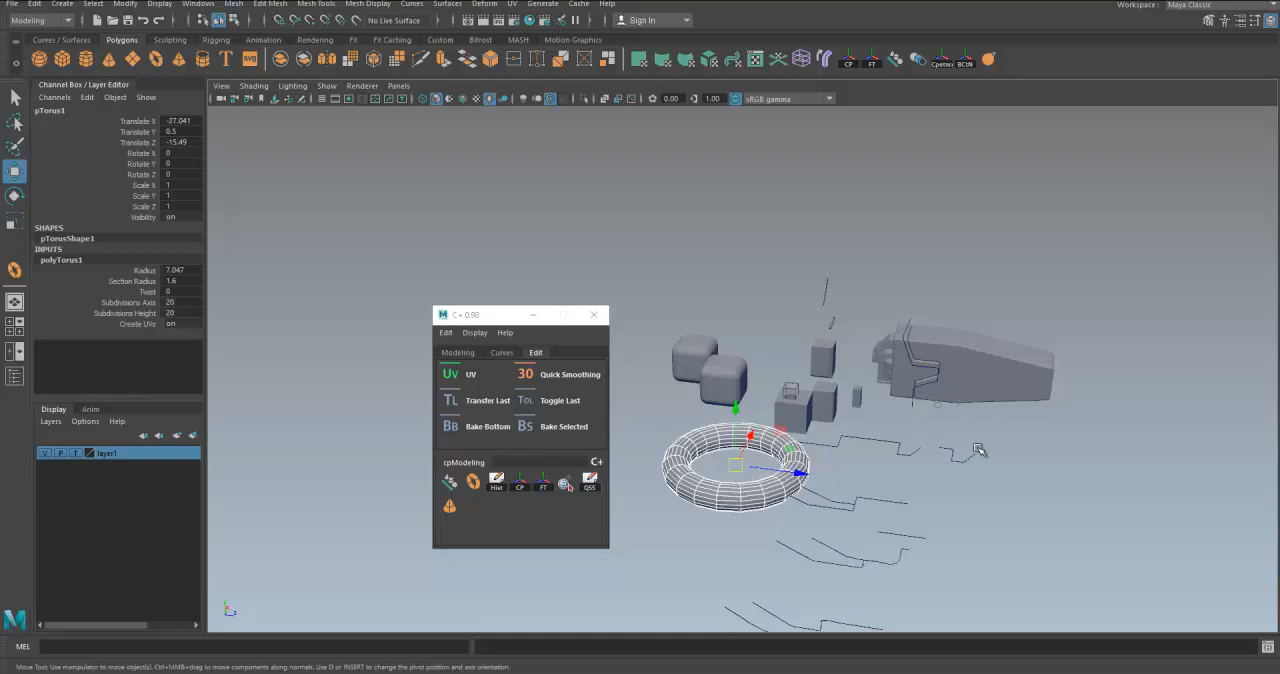 File Edit Create Select Modify Display Windows Mesh Edit Mesh Mesh Tools Mesh Display Curves Surfaces Deform UV Generate Cache Help
Workspace : Maya Classic
Modeling
No Live Surface
Sign In
Curves / Surfaces Polygons Sculpting Rigging Animation Rendering FX FX Caching Custom Bifrost MASH Motion Graphics
T
SVG
CP FT BCtN
Channel Box / Layer Editor
View Shading Lighting Show Renderer Panels
Channels Edit Object Show
0.00 1.00 sRGB gamma
pTorus1
Translate X -27.041
Translate Y 0.5
Translate Z -15.49
Rotate X 0
Rotate Y 0
Rotate Z 0
Scale X 1
Scale Y 1
Scale Z 1
Visibility on
SHAPES
pTorusShape1
INPUTS
polyTorus1
Radius 7.047
Section Radius 1.6
Twist 0
Subdivisions Axis 20
Subdivisions Height 20
Create UVs on
Display Anim
Layers Options Help
V P T layer1
C+ 0.98
Edit Display Help
Modeling Curves Edit
Uv UV 30 Quick Smoothing
TL Transfer Last ToL Toggle Last
BB Bake Bottom Bs Bake Selected
cpModeling C+
Hist CP FT QSS
MEL
Move Tool: Use manipulator to move object(s). Ctrl+MMB+drag to move components along normals. Use D or INSERT to change the pivot position and axis orientation.